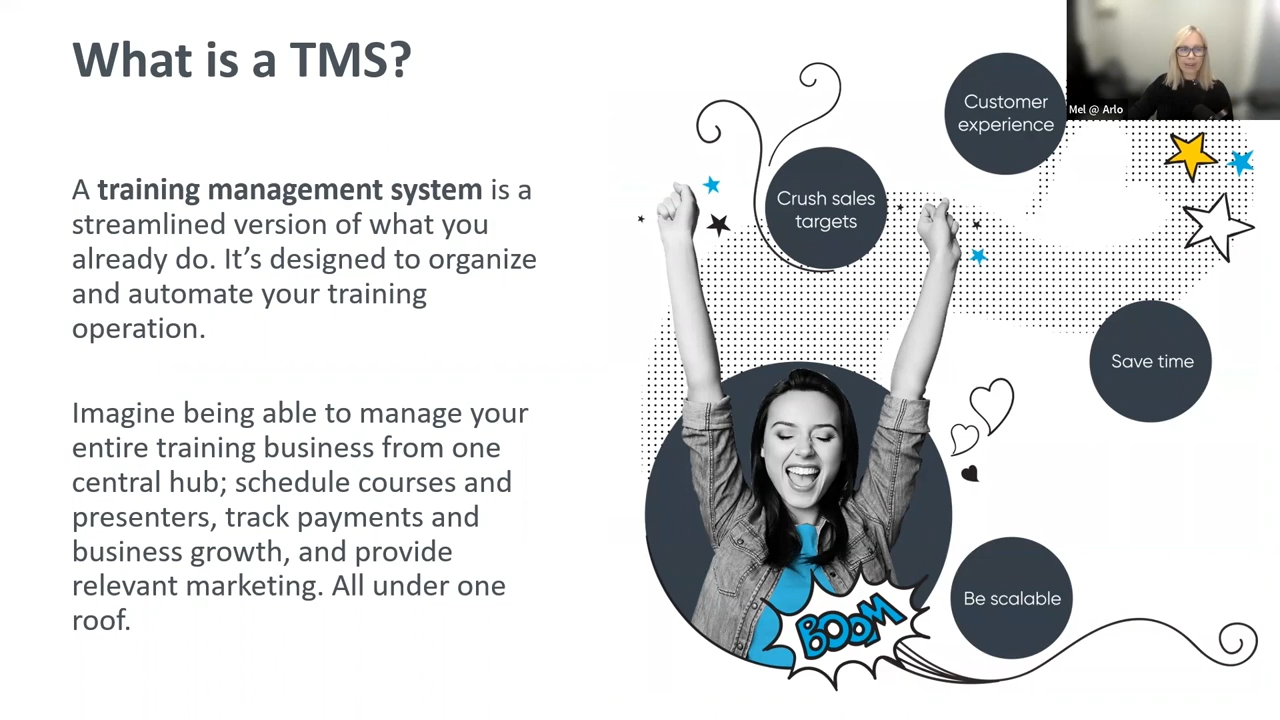 What is a TMS?
A training management system is a
streamlined version of what you
already do. It’s designed to organize
and automate your training
operation.
Imagine being able to manage your
entire training business from one
central hub; schedule courses and
presenters, track payments and
business growth, and provide
relevant marketing. All under one
roof.
Customer
experience
Mel @ Arlo
Crush sales
targets
Save time
Be scalable
BOOM